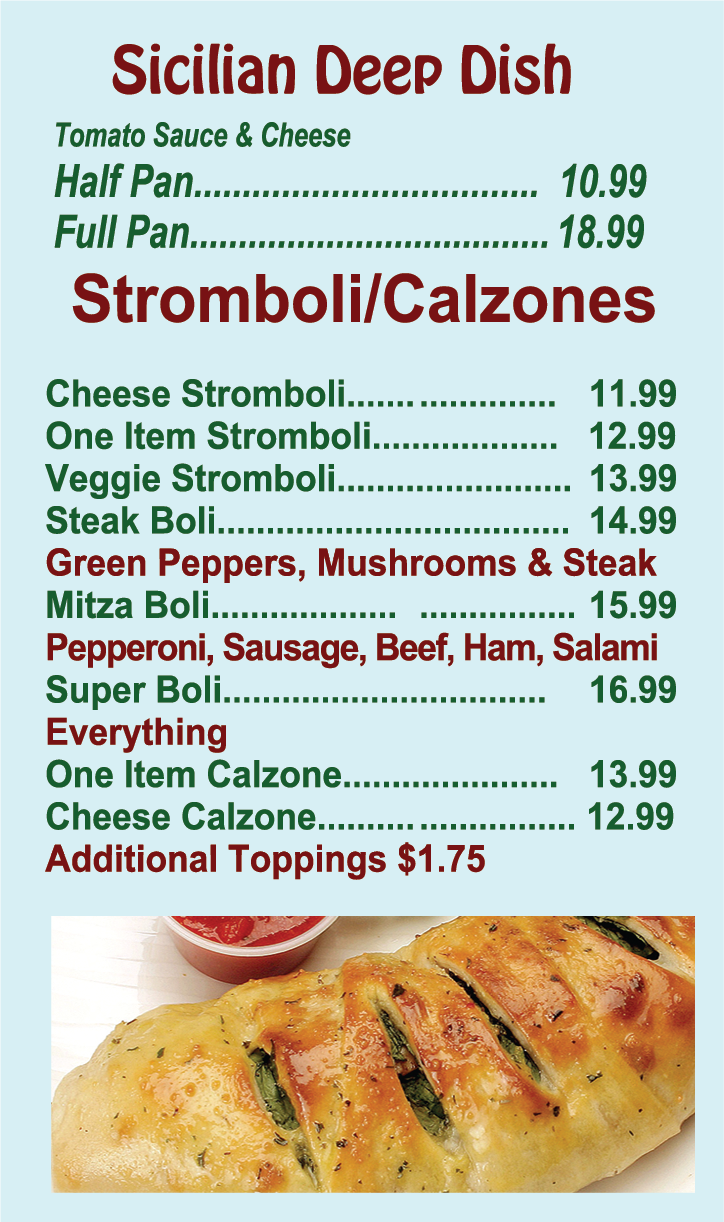 Sicilian Deep Dish
Tomato Sauce & Cheese
Half Pan................................... 10.99
Full Pan..................................... 18.99
Stromboli/Calzones
Cheese Stromboli....... .............. 11.99
One Item Stromboli................... 12.99
Veggie Stromboli........................ 13.99
Steak Boli.................................... 14.99
Green Peppers, Mushrooms & Steak
Mitza Boli................... ................ 15.99
Pepperoni, Sausage, Beef, Ham, Salami
Super Boli................................. 16.99
Everything
One Item Calzone...................... 13.99
Cheese Calzone.......... ................ 12.99
Additional Toppings $1.75